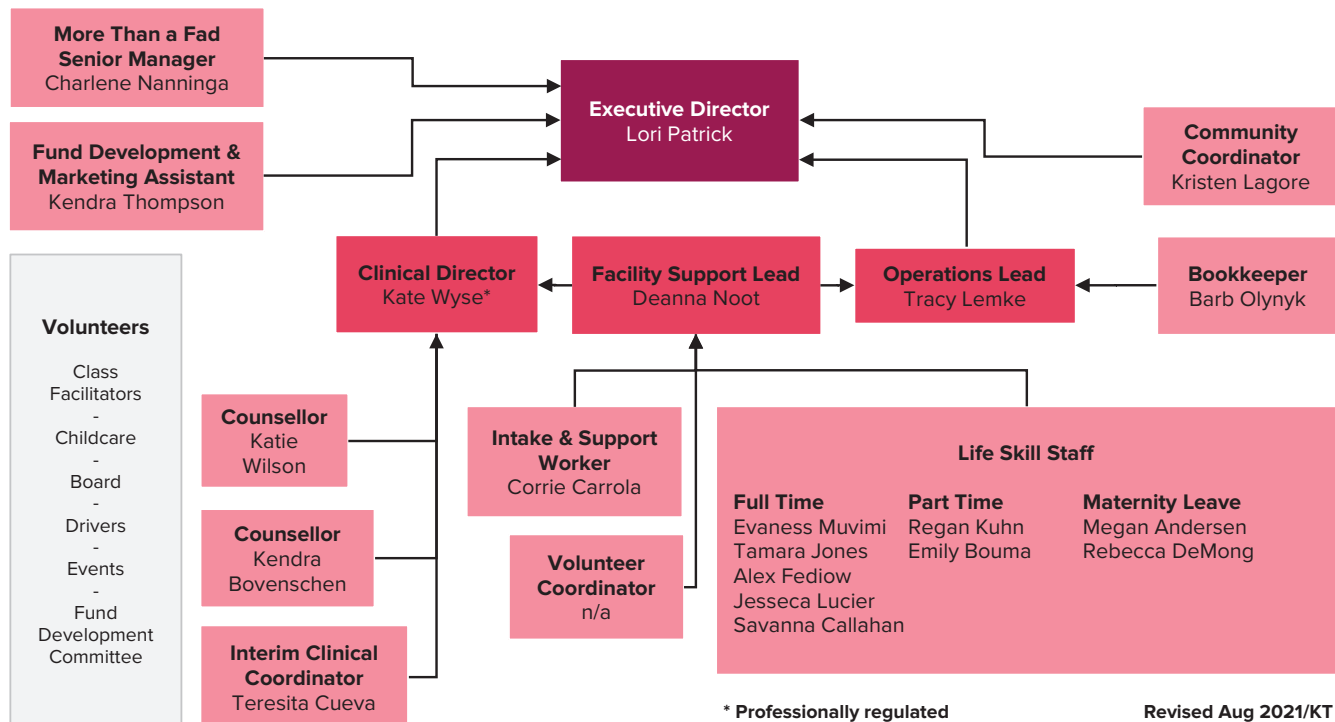 More Than a Fad
Senior Manager
Charlene Nanninga
Executive Director
Lori Patrick
Fund Development &
Marketing Assistant
Kendra Thompson
Community
Coordinator
Kristen Lagore
Clinical Director
Kate Wyse*
Facility Support Lead
Deanna Noot
Operations Lead
Tracy Lemke
Bookkeeper
Barb Olynyk
Volunteers
Class
Facilitators
-
Childcare
-
Board
-
Drivers
-
Events
-
Fund
Development
Committee
Counsellor
Katie
Wilson
Counsellor
Kendra
Bovenschen
Interim Clinical
Coordinator
Teresita Cueva
Intake & Support
Worker
Corrie Carrola
Volunteer
Coordinator
n/a
Life Skill Staff
Full Time
Evaness Muvimi
Tamara Jones
Alex Fediow
Jesseca Lucier
Savanna Callahan
Part Time
Regan Kuhn
Emily Bouma
Maternity Leave
Megan Andersen
Rebecca DeMong
* Professionally regulated
Revised Aug 2021/KT